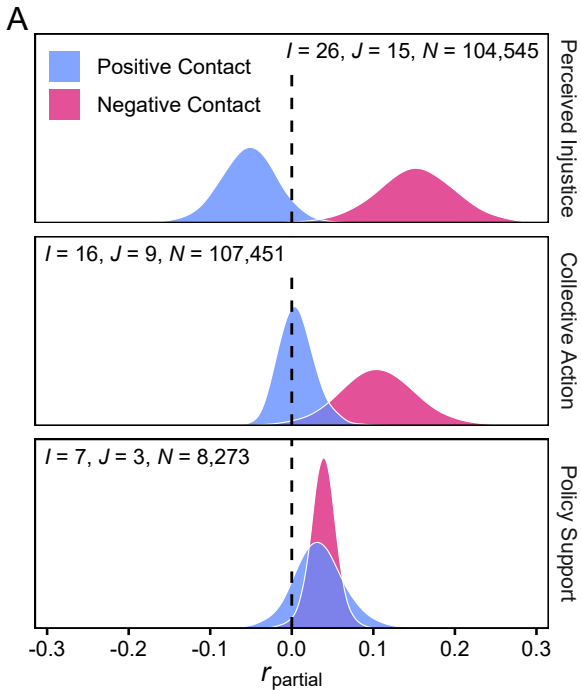 A
I = 26, J = 15, N = 104,545
Positive Contact
Negative Contact
Perceived Injustice
I = 16, J = 9, N = 107,451
Collective Action
I = 7, J = 3, N = 8,273
Policy Support
-0.3 -0.2 -0.1 0.0 0.1 0.2 0.3
r_partial